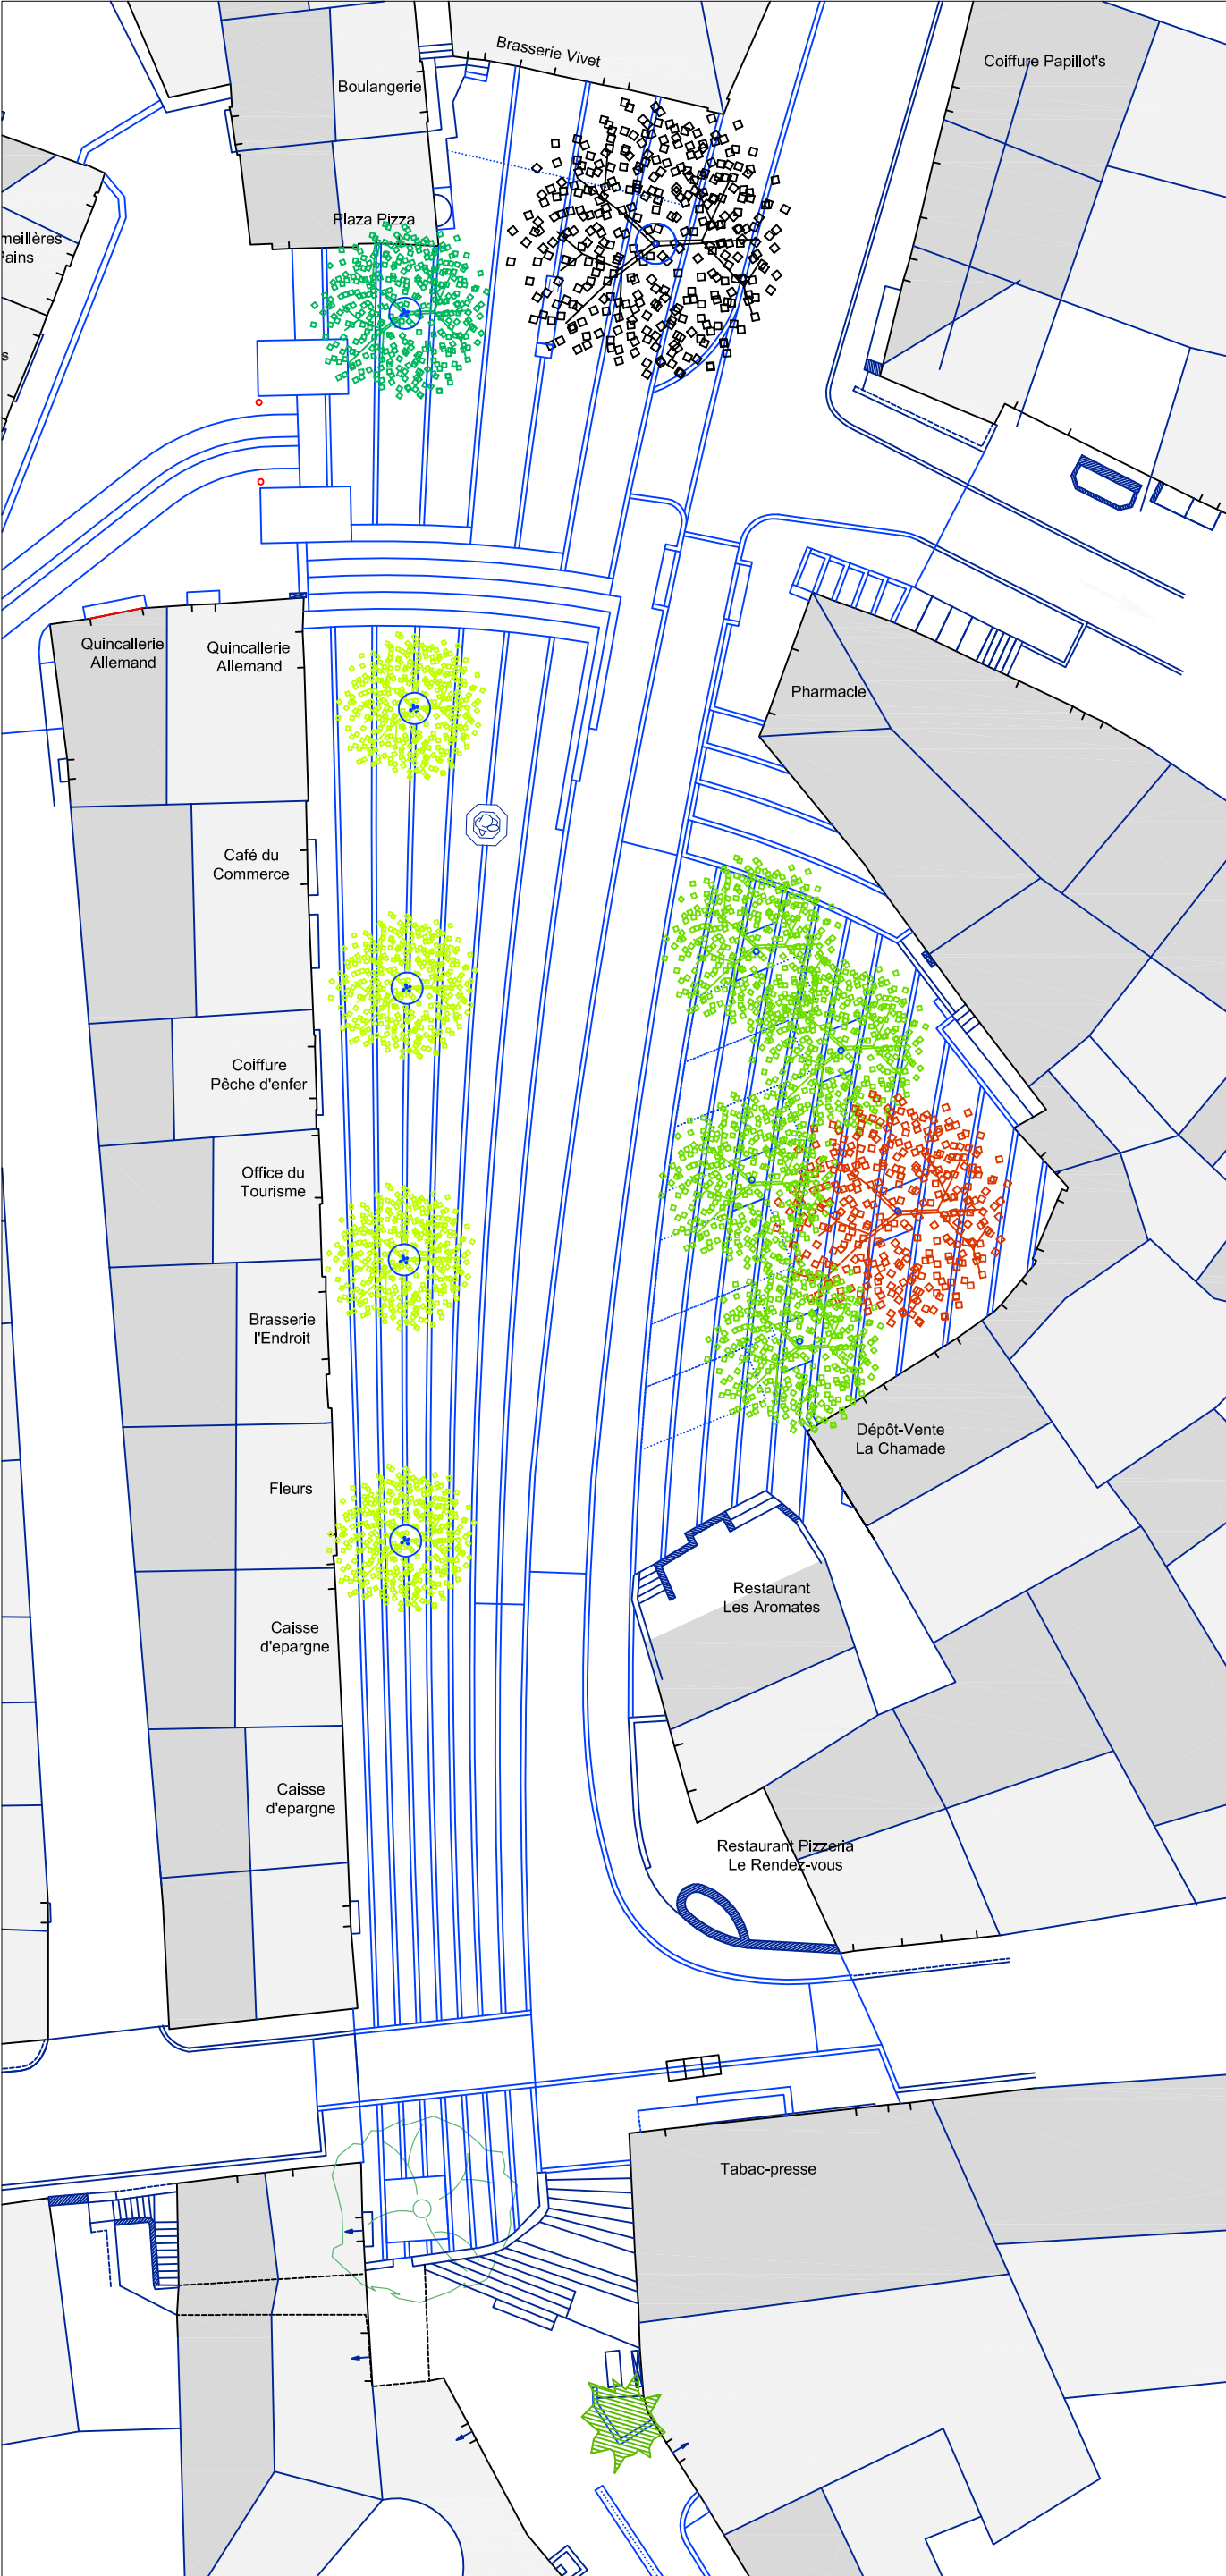 Brasserie Vivet
Coiffure Papillot's
Boulangerie
Plaza Pizza
meillères
Pains
s
Quincallerie
Allemand
Quincallerie
Allemand
Pharmacie
Café du
Commerce
Coiffure
Pêche d'enfer
Office du
Tourisme
Brasserie
l'Endroit
Dépôt-Vente
La Chamade
Fleurs
Restaurant
Les Aromates
Caisse
d'epargne
Caisse
d'epargne
Restaurant Pizzeria
Le Rendez-vous
Tabac-presse